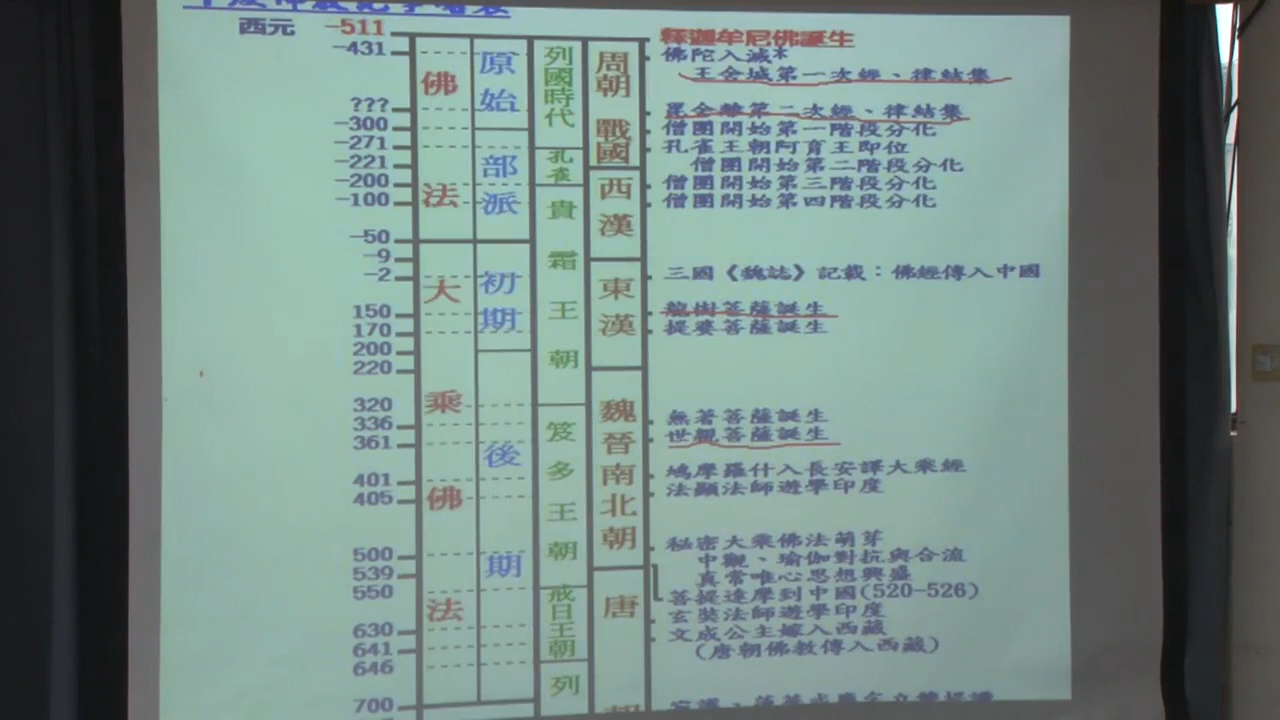 西元 -511 釋迦牟尼佛誕生
-431 佛陀入滅*
王舍城第一次經、律結集
??? 毘舍離第二次經、律結集
-300 僧團開始第一階段分化
-271 孔雀王朝阿育王即位
-221 僧團開始第二階段分化
-200 僧團開始第三階段分化
-100 僧團開始第四階段分化
-50
-9
-2 三國《魏誌》記載：佛經傳入中國
150 龍樹菩薩誕生
170 提婆菩薩誕生
200
220
320 無著菩薩誕生
336 世親菩薩誕生
361
401 鳩摩羅什入長安譯大乘經
405 法顯法師遊學印度
500 秘密大乘佛法萌芽
中觀、瑜伽對抗與合流
539 真常唯心思想興盛
550 菩提達摩到中國(520-526)
630 玄奘法師遊學印度
641 文成公主嫁入西藏
646 (唐朝佛教傳入西藏)
700
佛法
大乘佛法
原始
部派
初期
後期
列國時代
孔雀
貴霜王朝
笈多王朝
戒日王朝
列
周朝
戰國
西漢
東漢
魏晉南北朝
唐